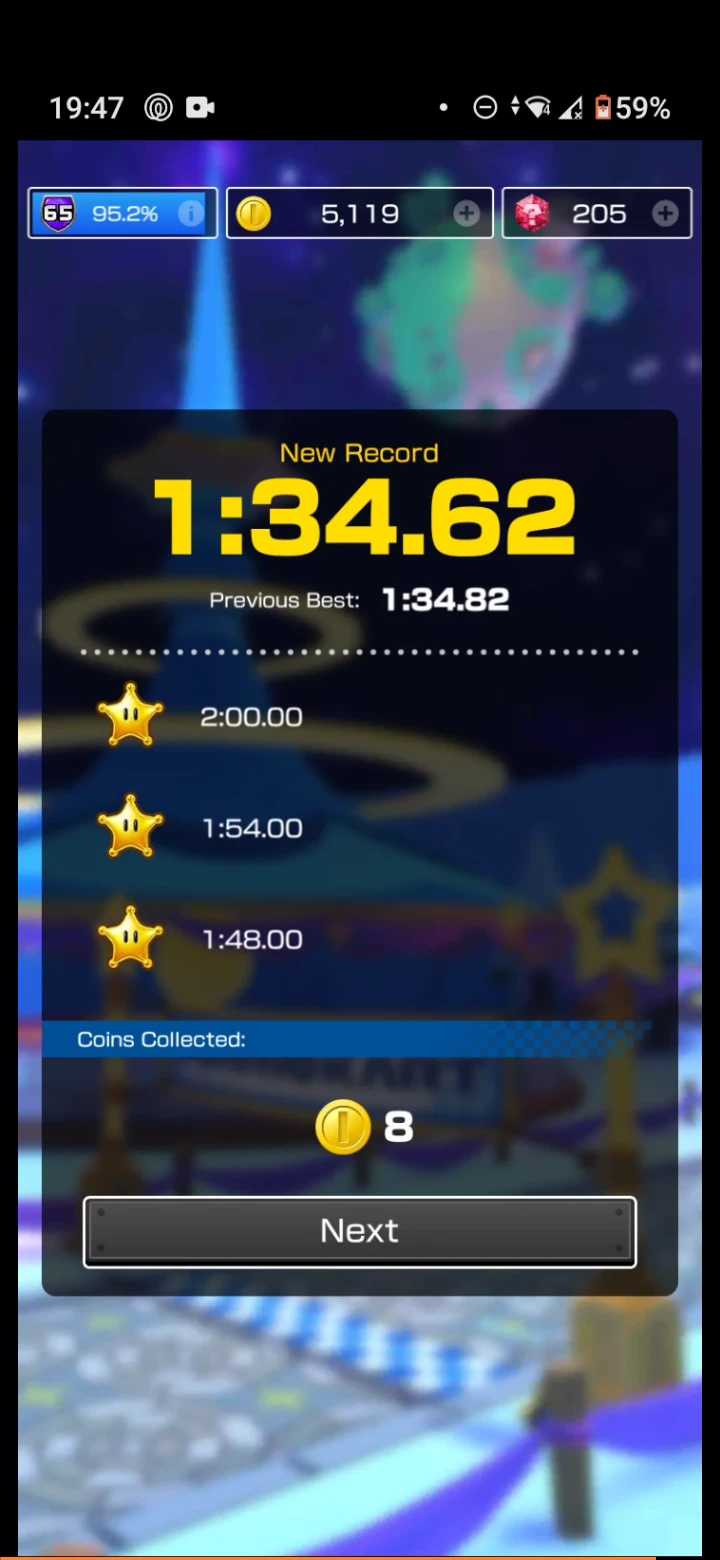 19:47 59%
65 95.2% 5,119 205
New Record
1:34.62
Previous Best: 1:34.82
2:00.00
1:54.00
1:48.00
Coins Collected:
8
Next